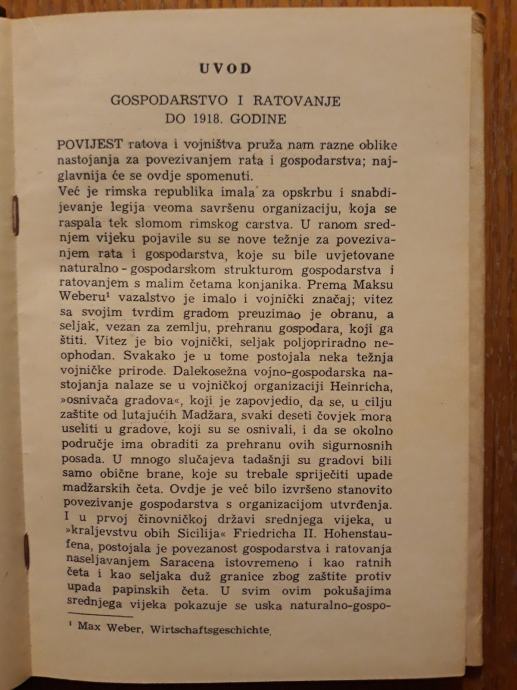 UVOD
GOSPODARSTVO I RATOVANJE
DO 1918. GODINE
POVIJEST ratova i vojništva pruža nam razne oblike
nastojanja za povezivanjem rata i gospodarstva; naj-
glavnija će se ovdje spomenuti.
Već je rimska republika imala za opskrbu i snabdi-
jevanje legija veoma savršenu organizaciju, koja se
raspala tek slomom rimskog carstva. U ranom sred-
njem vijeku pojavile su se nove težnje za poveziva-
njem rata i gospodarstva, koje su bile uvjetovane
naturalno-gospodarskom strukturom gospodarstva i
ratovanjem s malim četama konjanika. Prema Maksu
Weberu¹ vazalstvo je imalo i vojnički značaj; vitez
sa svojim tvrdim gradom preuzimao je obranu, a
seljak, vezan za zemlju, prehranu gospodara, koji ga
štiti. Vitez je bio vojnički, seljak poljopriradno ne-
ophodan. Svakako je u tome postojala neka težnja
vojničke prirode. Dalekosežna vojno-gospodarska na-
stojanja nalaze se u vojničkoj organizaciji Heinricha,
»osnivača gradova«, koji je zapovjedio, da se, u cilju
zaštite od lutajućih Madžara, svaki deseti čovjek mora
useliti u gradove, koji su se osnivali, i da se okolno
područje ima obraditi za prehranu ovih sigurnosnih
posada. U mnogo slučajeva tadašnji su gradovi bili
samo obične brane, koje su trebale spriječiti upade
madžarskih četa. Ovdje je već bilo izvršeno stanovito
povezivanje gospodarstva s organizacijom utvrđenja.
I u prvoj činovničkoj državi srednjega vijeka, u
»kraljevstvu obih Sicilija« Friedricha II. Hohenstau-
fena, postojala je povezanost gospodarstva i ratovanja
naseljavanjem Saracena istovremeno i kao ratnih
četa i kao seljaka duž granice zbog zaštite protiv
upada papinskih četa. U svim ovim pokušajima
srednjega vijeka pokazuje se uska naturalno-gospo-
¹ Max Weber, Wirtschaftsgeschichte.